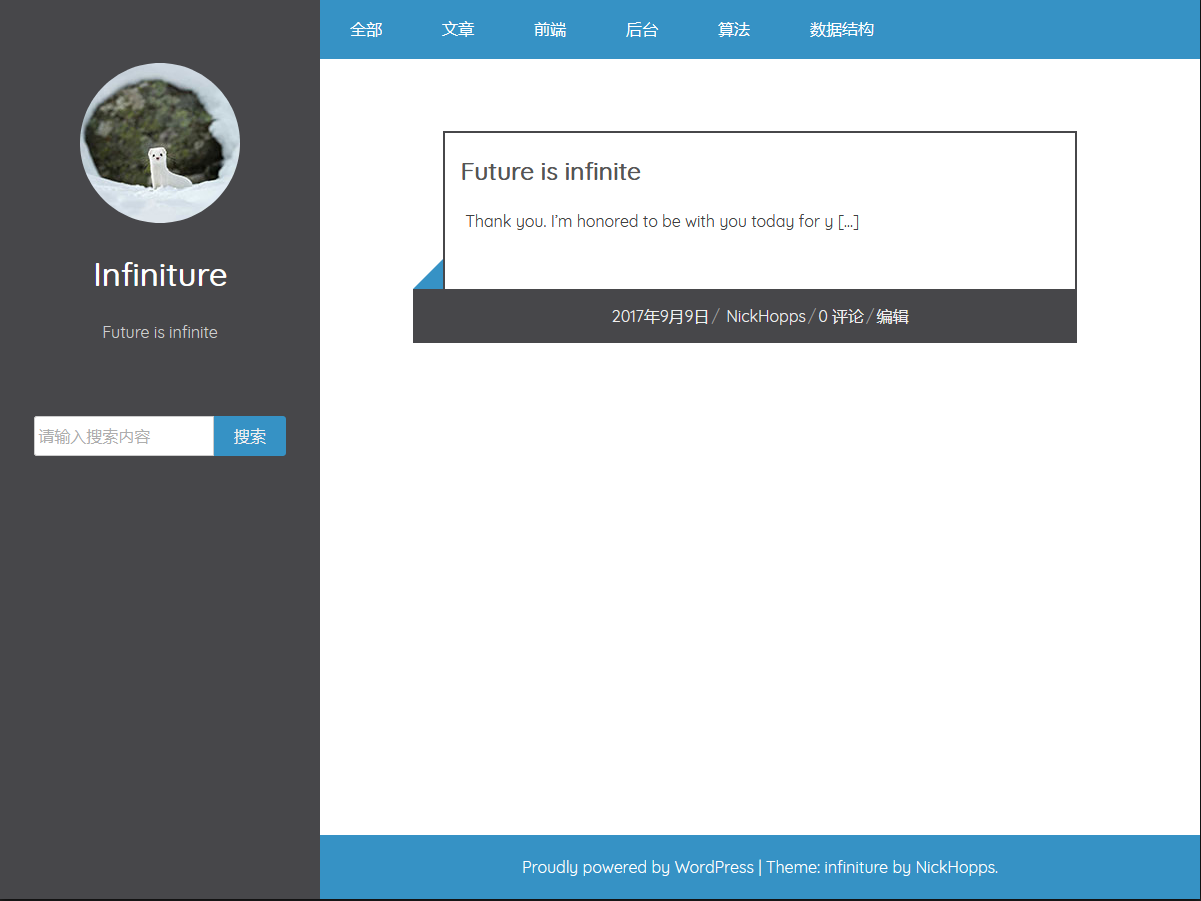 全部 文章 前端 后台 算法 数据结构
Infiniture
Future is infinite
请输入搜索内容 搜索
Future is infinite
Thank you. I’m honored to be with you today for y [...]
2017年9月9日 / NickHopps / 0 评论 / 编辑
Proudly powered by WordPress | Theme: infiniture by NickHopps.